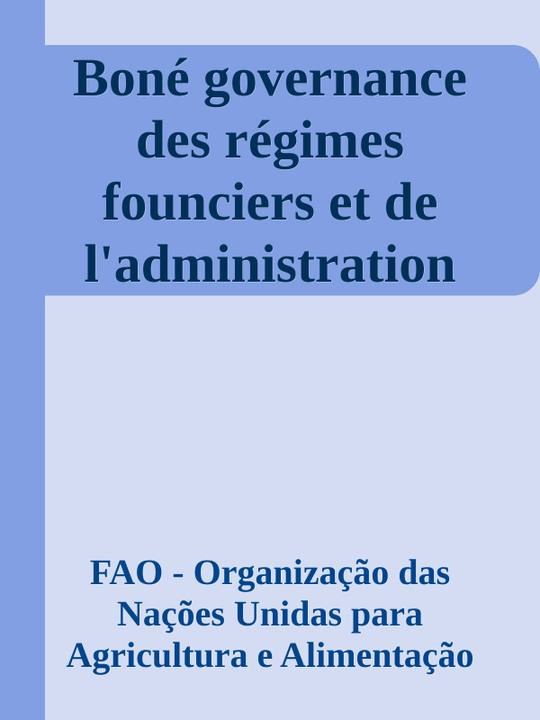 Boné governance
des régimes
founciers et de
l'administration
FAO - Organização das
Nações Unidas para
Agricultura e Alimentação